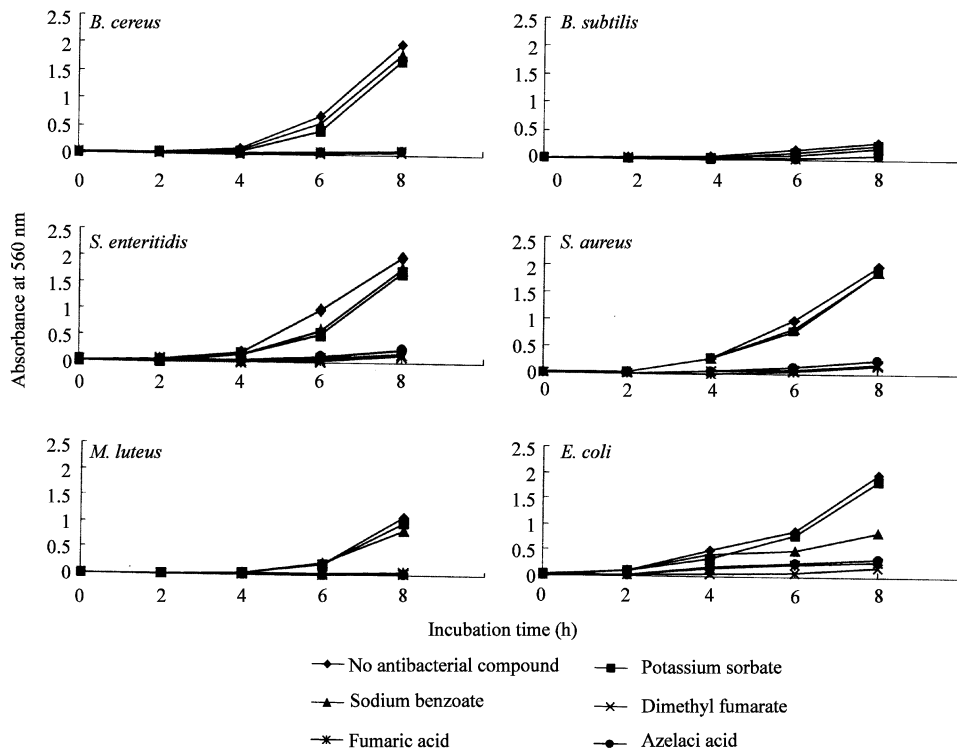 B. cereus
2.5
2
1.5
1
0.5
0
0 2 4 6 8
B. subtilis
2.5
2
1.5
1
0.5
0
0 2 4 6 8
S. enteritidis
2.5
2
1.5
1
0.5
0
0 2 4 6 8
S. aureus
2.5
2
1.5
1
0.5
0
0 2 4 6 8
M. luteus
2.5
2
1.5
1
0.5
0
0 2 4 6 8
E. coli
2.5
2
1.5
1
0.5
0
0 2 4 6 8
Absorbance at 560 nm
Incubation time (h)
No antibacterial compound
Potassium sorbate
Sodium benzoate
Dimethyl fumarate
Fumaric acid
Azelaci acid